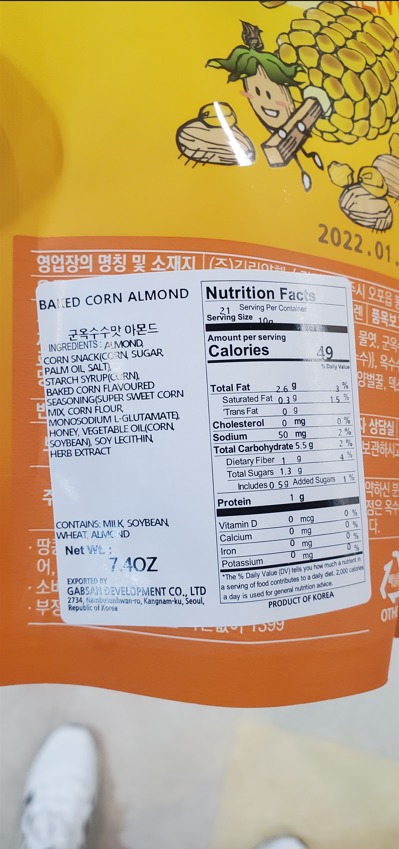 2022.01.
영업장의 명칭 및 소재지
BAKED CORN ALMOND
군옥수수맛 아몬드
INGREDIENTS: ALMOND,
CORN SNACK(CORN, SUGAR,
PALM OIL, SALT),
STARCH SYRUP(CORN),
BAKED CORN FLAVOURED
SEASONING(SUPER SWEET CORN
MIX, CORN FLOUR,
MONOSODIUM L-GLUTAMATE),
HONEY, VEGETABLE OIL(CORN,
SOYBEAN), SOY LECITHIN,
HERB EXTRACT
CONTAINS: MILK, SOYBEAN,
WHEAT, ALMOND
Net Wt. :
7.4OZ
EXPORTED BY
GABSAN DEVELOPMENT CO., LTD
2734, Nambusunhwan-ro, Kangnam-ku, Seoul,
Republic of Korea
Nutrition Facts
21 Serving Per Container
Serving Size 10g
Amount per serving
Calories 49
% Daily Value
Total Fat 2.6 g 3 %
Saturated Fat 0.3 g 1.5 %
Trans Fat 0 g
Cholesterol 0 mg 0 %
Sodium 50 mg 2 %
Total Carbohydrate 5.5 g 2 %
Dietary Fiber 1 g 4 %
Total Sugars 1.3 g
Includes 0.5 g Added Sugars 1 %
Protein 1 g
Vitamin D 0 mcg 0 %
Calcium 0 mg 0 %
Iron 0 mg 0 %
Potassium 0 mg 0 %
*The % Daily Value (DV) tells you how much a nutrient in
a serving of food contributes to a daily diet. 2,000 calories
a day is used for general nutrition advice.
PRODUCT OF KOREA
1399